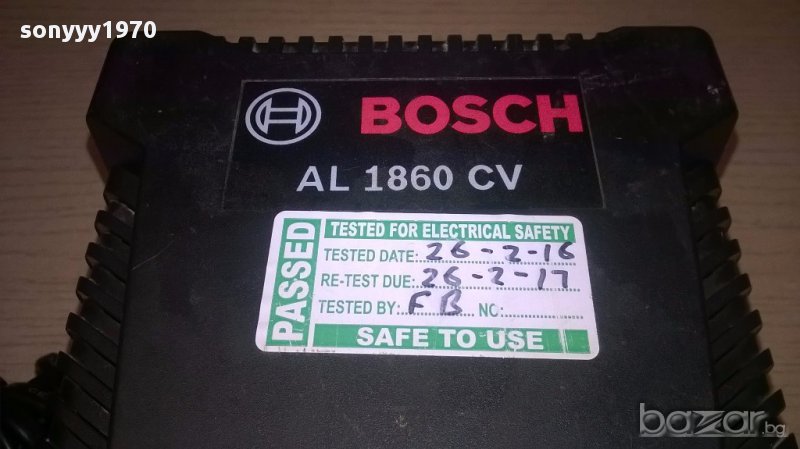 sonyyy1970
BOSCH
AL 1860 CV
PASSED
TESTED FOR ELECTRICAL SAFETY
TESTED DATE: 26-2-16
RE-TEST DUE: 26-2-17
TESTED BY: FB NO:
SAFE TO USE
bazar.bg